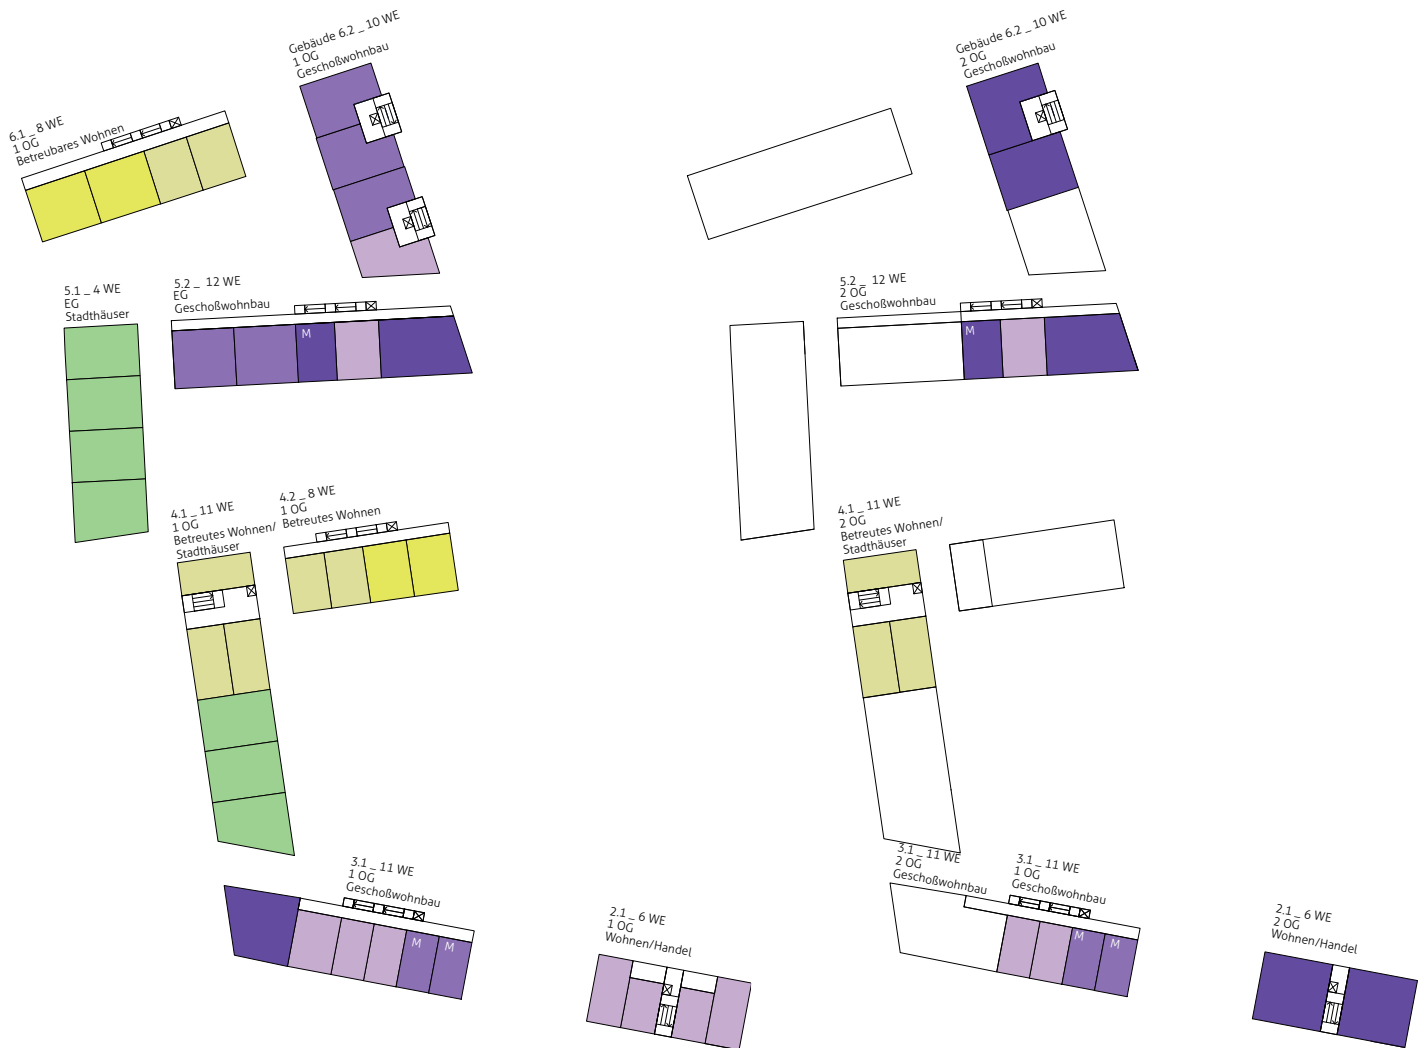 Gebäude 6.2 _ 10 WE
1 OG
Geschoßwohnbau
Gebäude 6.2 _ 10 WE
2 OG
Geschoßwohnbau
6.1 _ 8 WE
1 OG
Betreubares Wohnen
5.1 _ 4 WE
EG
Stadthäuser
5.2 _ 12 WE
EG
Geschoßwohnbau
M
5.2 _ 12 WE
2 OG
Geschoßwohnbau
M
4.1 _ 11 WE
1 OG
Betreutes Wohnen/
Stadthäuser
4.2 _ 8 WE
1 OG
Betreutes Wohnen
4.1 _ 11 WE
2 OG
Betreutes Wohnen/
Stadthäuser
3.1 _ 11 WE
1 OG
Geschoßwohnbau
M
M
3.1 _ 11 WE
2 OG
Geschoßwohnbau
3.1 _ 11 WE
1 OG
Geschoßwohnbau
M
M
2.1 _ 6 WE
1 OG
Wohnen/Handel
2.1 _ 6 WE
2 OG
Wohnen/Handel